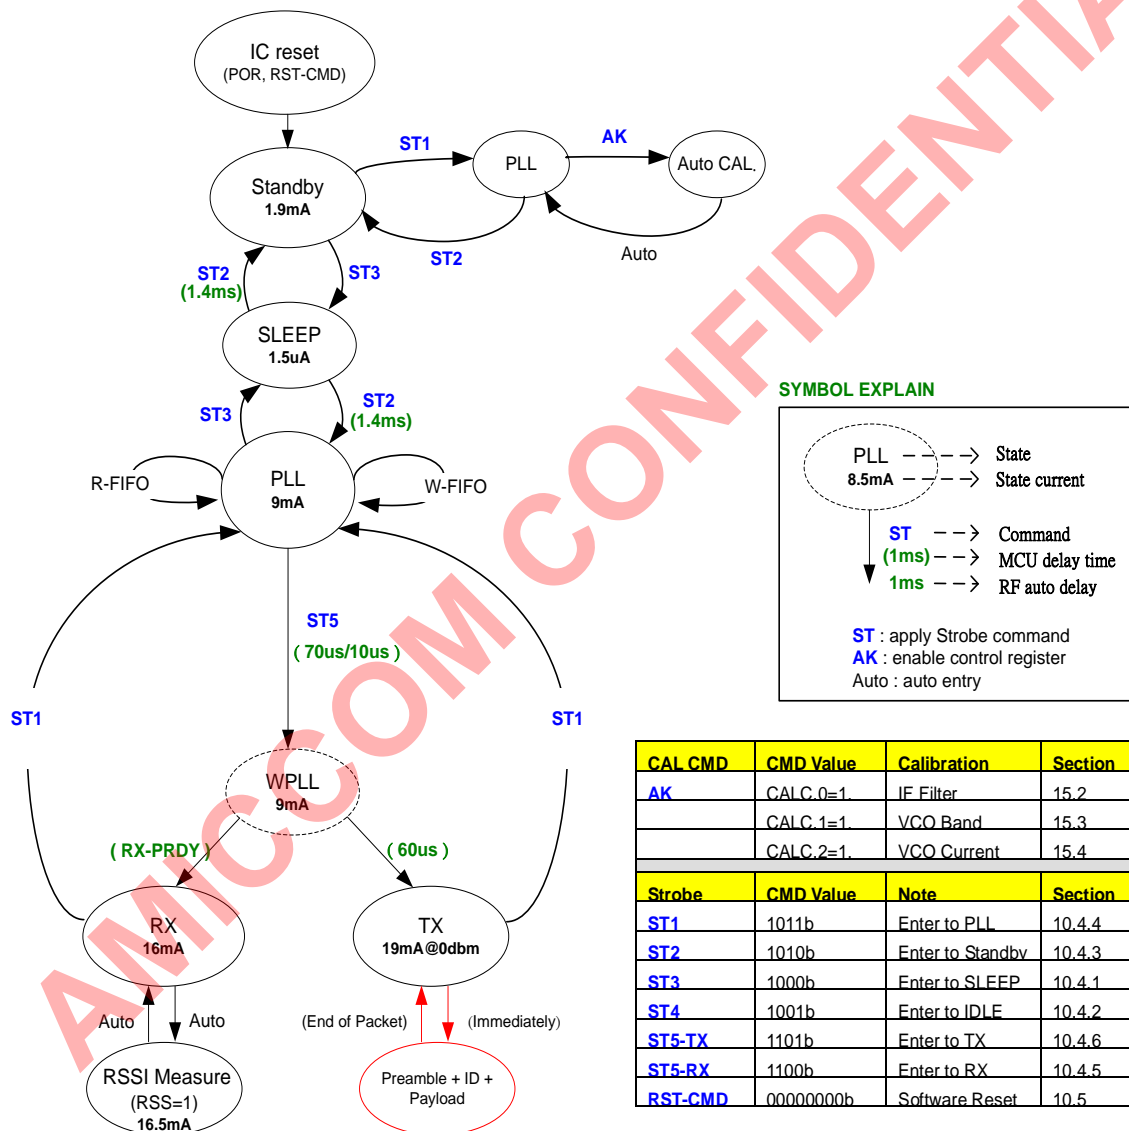 IC reset
(POR, RST-CMD)
ST1
AK
Standby
1.9mA
PLL
Auto CAL.
ST2
Auto
ST2
(1.4ms)
ST3
SLEEP
1.5uA
ST3
ST2
(1.4ms)
R-FIFO
PLL
9mA
W-FIFO
ST5
( 70us/10us )
ST1
ST1
WPLL
9mA
( RX-PRDY )
( 60us )
RX
16mA
TX
19mA@0dbm
Auto
Auto
(End of Packet)
(Immediately)
RSSI Measure
(RSS=1)
16.5mA
Preamble + ID +
Payload
SYMBOL EXPLAIN
PLL
8.5mA
State
State current
ST
(1ms)
1ms
Command
MCU delay time
RF auto delay
ST : apply Strobe command
AK : enable control register
Auto : auto entry
CAL CMD CMD Value Calibration Section
AK CALC.0=1. IF Filter 15.2
CALC.1=1. VCO Band 15.3
CALC.2=1. VCO Current 15.4
Strobe CMD Value Note Section
ST1 1011b Enter to PLL 10.4.4
ST2 1010b Enter to Standby 10.4.3
ST3 1000b Enter to SLEEP 10.4.1
ST4 1001b Enter to IDLE 10.4.2
ST5-TX 1101b Enter to TX 10.4.6
ST5-RX 1100b Enter to RX 10.4.5
RST-CMD 00000000b Software Reset 10.5
AMICCOM CONFIDENTIA